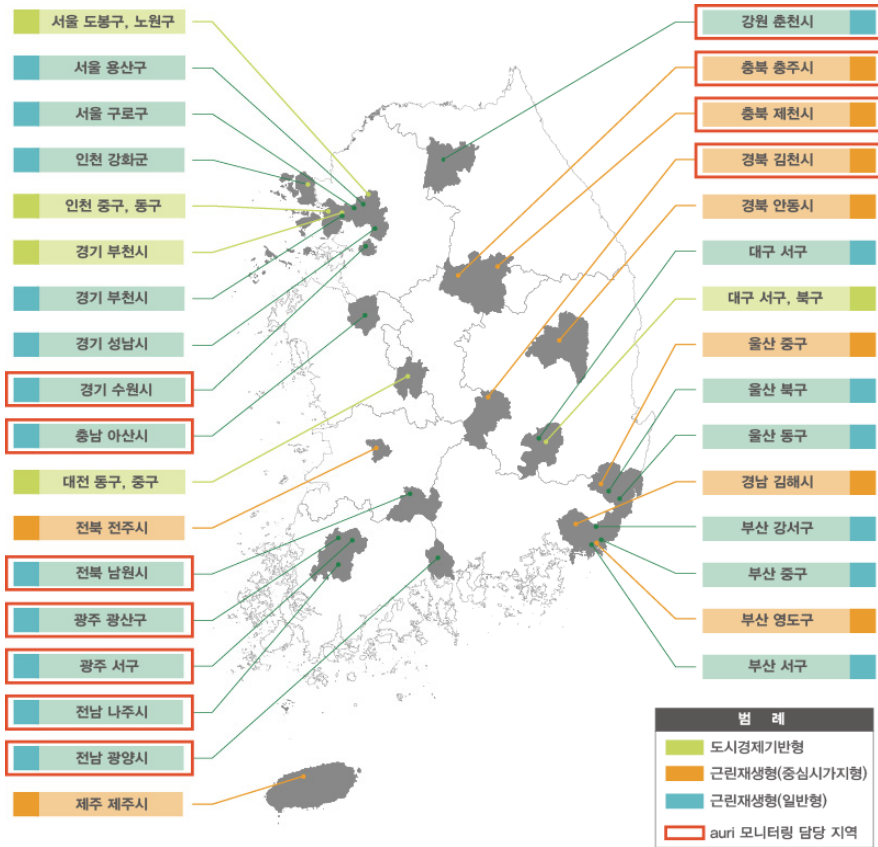 서울 도봉구, 노원구
서울 용산구
서울 구로구
인천 강화군
인천 중구, 동구
경기 부천시
경기 부천시
경기 성남시
경기 수원시
충남 아산시
대전 동구, 중구
전북 전주시
전북 남원시
광주 광산구
광주 서구
전남 나주시
전남 광양시
제주 제주시
강원 춘천시
충북 충주시
충북 제천시
경북 김천시
경북 안동시
대구 서구
대구 서구, 북구
울산 중구
울산 북구
울산 동구
경남 김해시
부산 강서구
부산 중구
부산 영도구
부산 서구
범 례
도시경제기반형
근린재생형(중심시가지형)
근린재생형(일반형)
auri 모니터링 담당 지역